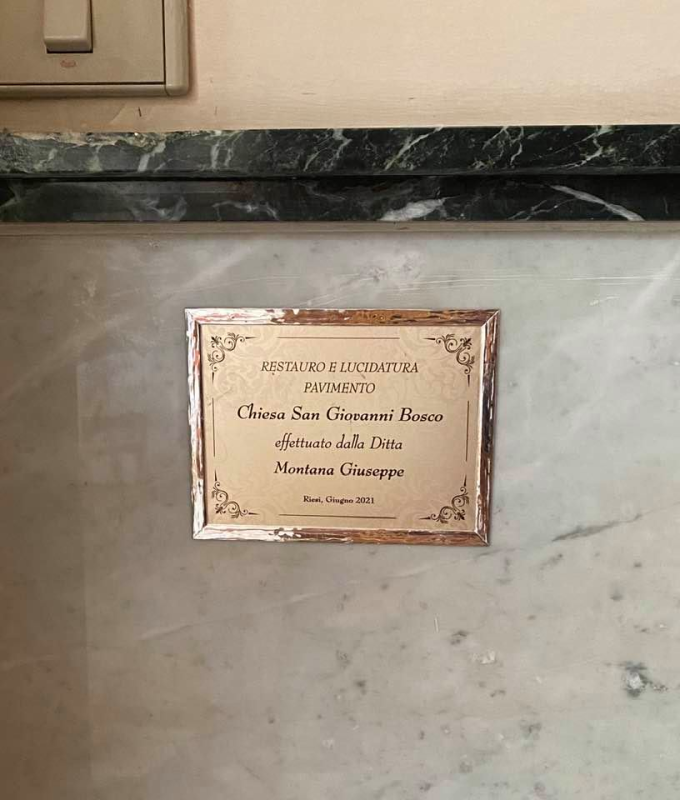 RESTAURO E LUCIDATURA
PAVIMENTO
Chiesa San Giovanni Bosco
effettuato dalla Ditta
Montana Giuseppe
Riesi, Giugno 2021